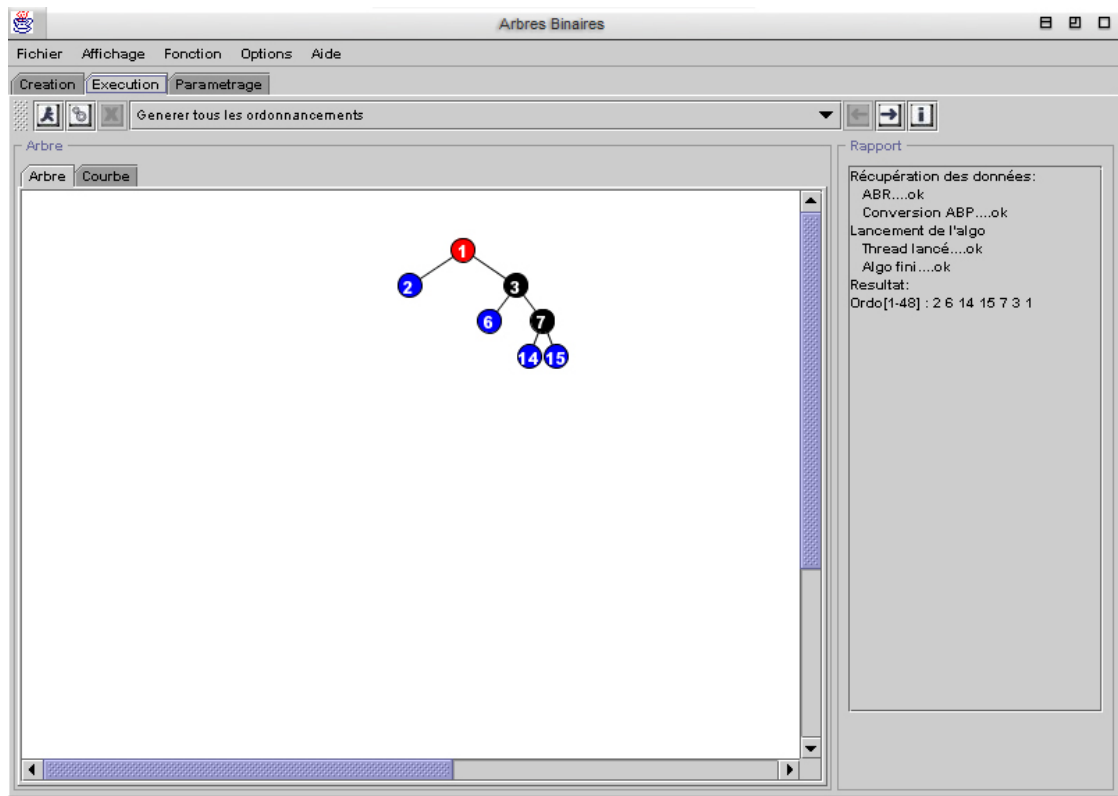 Arbres Binaires
Fichier Affichage Fonction Options Aide
Creation Execution Parametrage
Generer tous les ordonnancements
Arbre
Arbre Courbe
1
2 3
6 7
14 15
Rapport
Récupération des données:
ABR....ok
Conversion ABP....ok
Lancement de l'algo
Thread lancé....ok
Algo fini....ok
Resultat:
Ordo[1-48] : 2 6 14 15 7 3 1